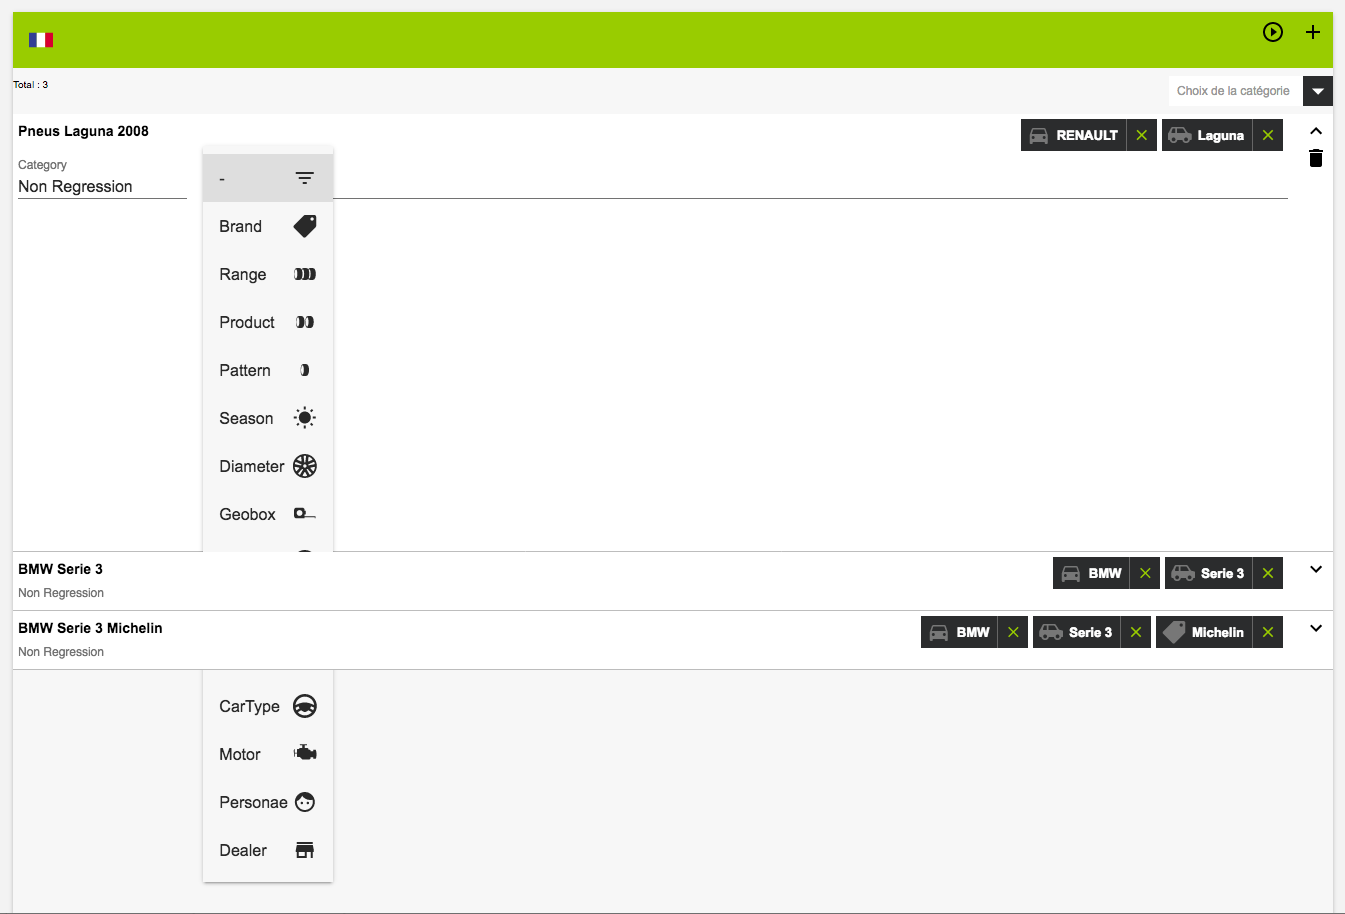 Total : 3
Choix de la catégorie
Pneus Laguna 2008
RENAULT
Laguna
Category
Non Regression
-
Brand
Range
Product
Pattern
Season
Diameter
Geobox
BMW Serie 3
BMW
Serie 3
Non Regression
BMW Serie 3 Michelin
BMW
Serie 3
Michelin
Non Regression
CarType
Motor
Personae
Dealer